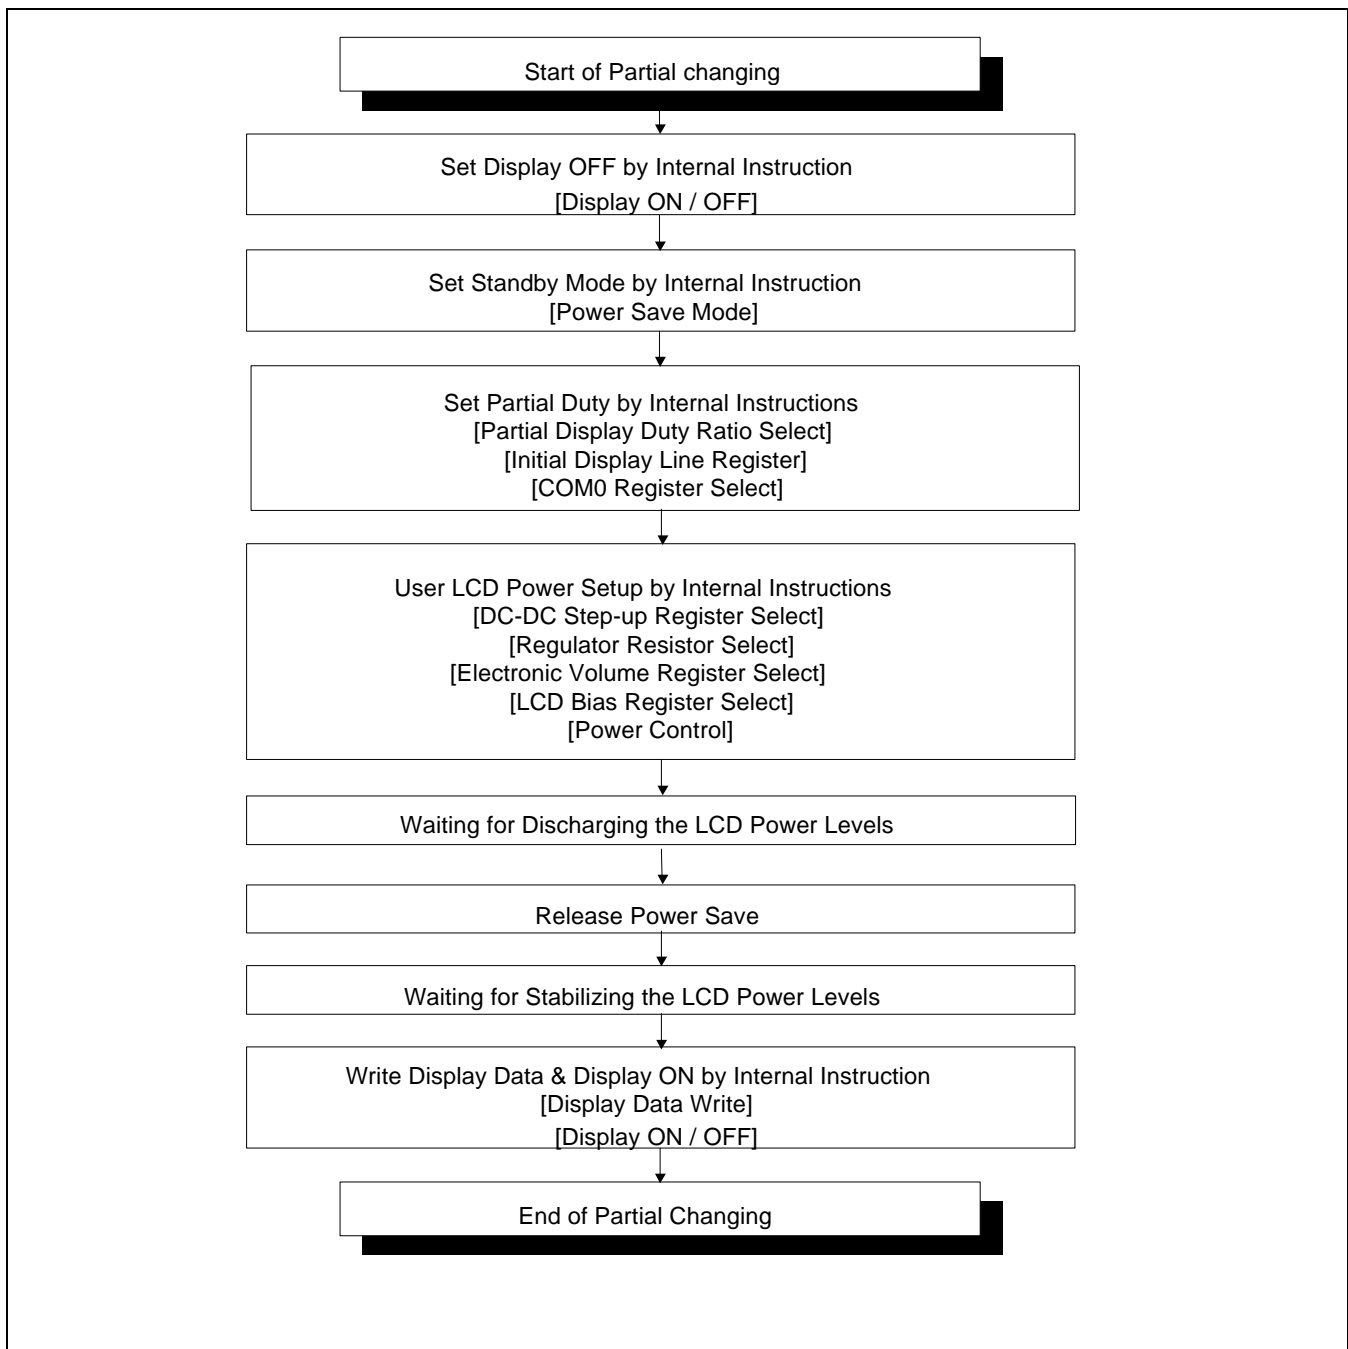 Start of Partial changing
Set Display OFF by Internal Instruction
[Display ON / OFF]
Set Standby Mode by Internal Instruction
[Power Save Mode]
Set Partial Duty by Internal Instructions
[Partial Display Duty Ratio Select]
[Initial Display Line Register]
[COM0 Register Select]
User LCD Power Setup by Internal Instructions
[DC-DC Step-up Register Select]
[Regulator Resistor Select]
[Electronic Volume Register Select]
[LCD Bias Register Select]
[Power Control]
Waiting for Discharging the LCD Power Levels
Release Power Save
Waiting for Stabilizing the LCD Power Levels
Write Display Data & Display ON by Internal Instruction
[Display Data Write]
[Display ON / OFF]
End of Partial Changing